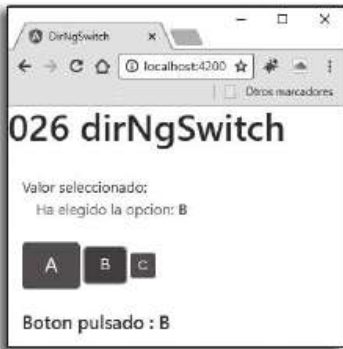 DirNgSwitch
localhost:4200
Otros marcadores
026 dirNgSwitch
Valor seleccionado:
Ha elegido la opcion: B
A B C
Boton pulsado : B